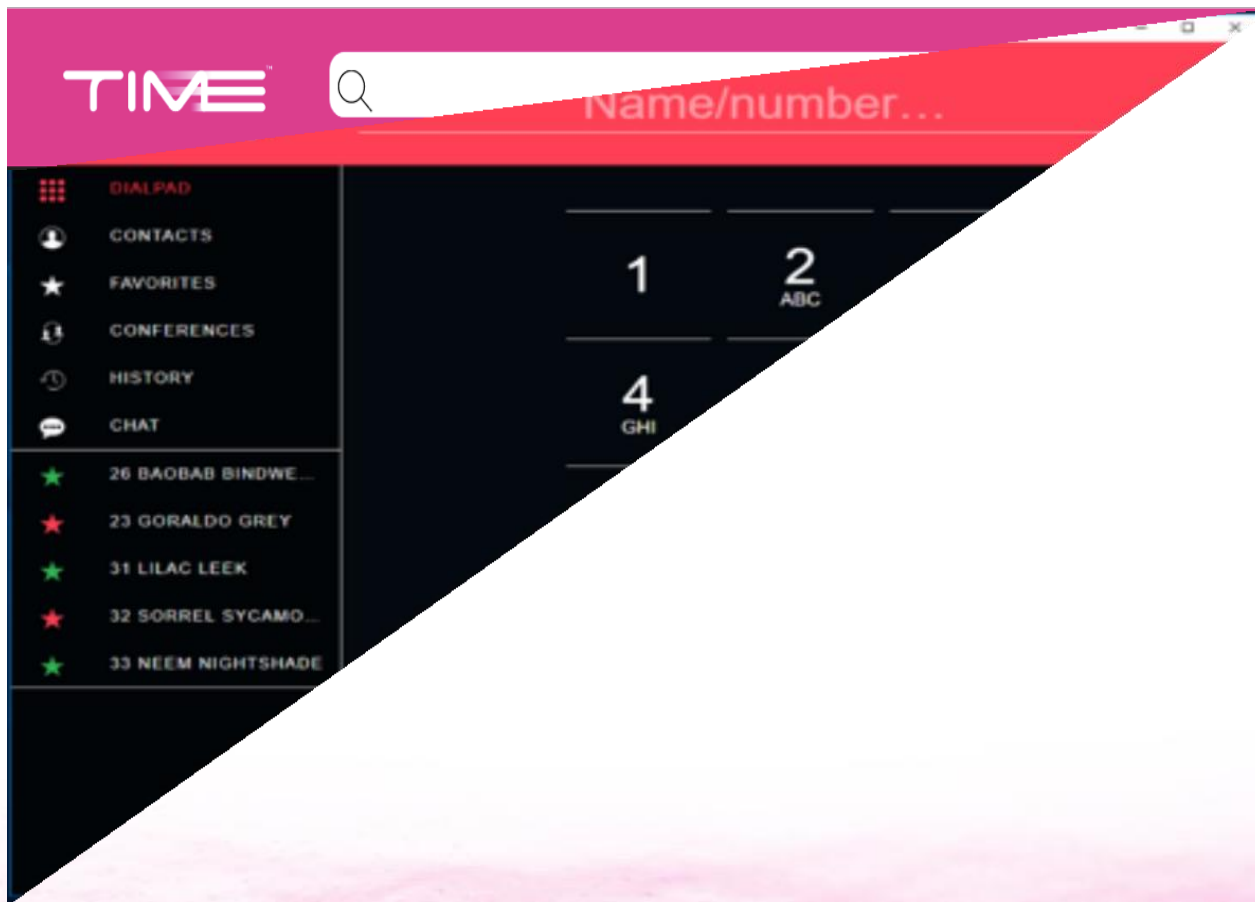 TIME™
Name/number...
DIALPAD
CONTACTS
FAVORITES
CONFERENCES
HISTORY
CHAT
26 BAOBAB BINDWE...
23 GORALDO GREY
31 LILAC LEEK
32 SORREL SYCAMO...
33 NEEM NIGHTSHADE
1
2
ABC
4
GHI